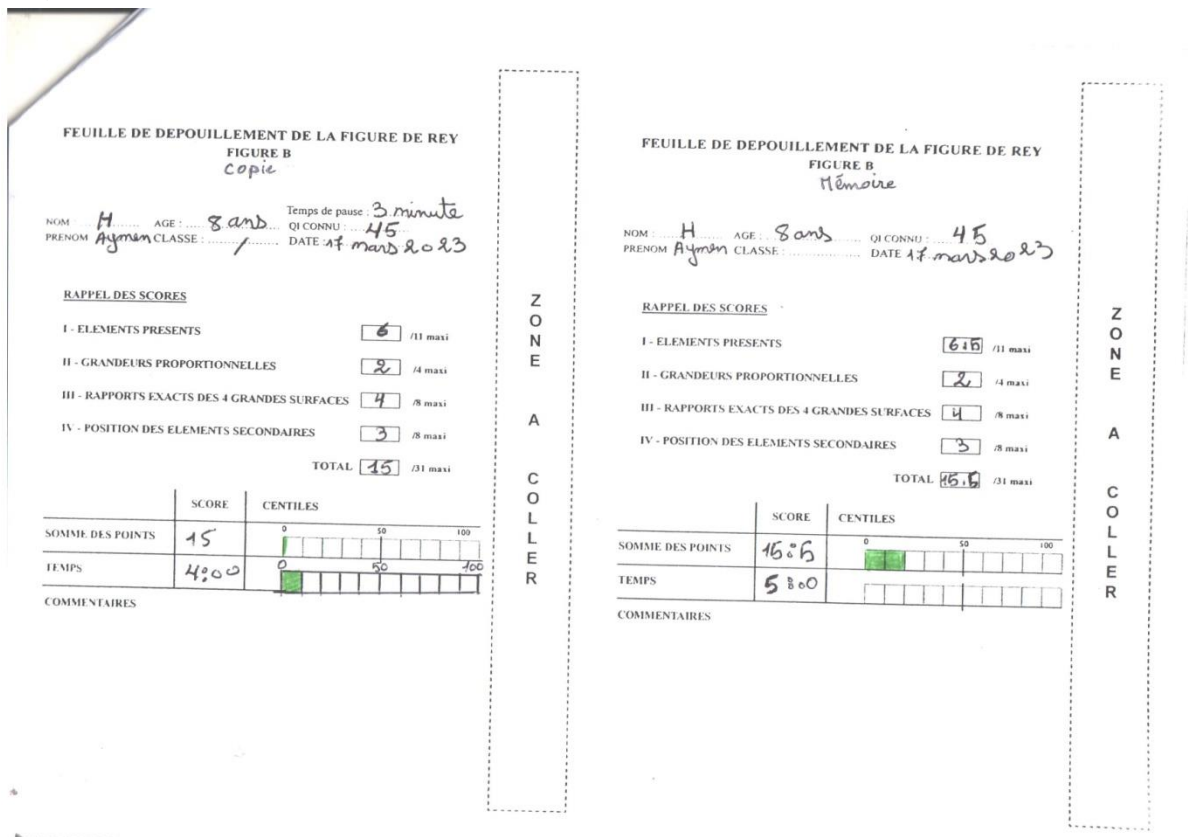 FEUILLE DE DEPOUILLEMENT DE LA FIGURE DE REY
FIGURE B
Copie
Temps de pause : 3 minute
NOM : H AGE : 8 ans QI CONNU : 45
PRENOM Aymen CLASSE : / DATE : 17 mars 2023
RAPPEL DES SCORES
I - ELEMENTS PRESENTS 6 /11 maxi
II - GRANDEURS PROPORTIONNELLES 2 /4 maxi
III - RAPPORTS EXACTS DES 4 GRANDES SURFACES 4 /8 maxi
IV - POSITION DES ELEMENTS SECONDAIRES 3 /8 maxi
TOTAL 15 /31 maxi
SCORE CENTILES
SOMME DES POINTS 15 0 50 100
TEMPS 4:00 0 50 100
COMMENTAIRES
ZONE A COLLER
FEUILLE DE DEPOUILLEMENT DE LA FIGURE DE REY
FIGURE B
Mémoire
NOM : H AGE : 8 ans QI CONNU : 45
PRENOM Aymen CLASSE : DATE 17 mars 2023
RAPPEL DES SCORES
I - ELEMENTS PRESENTS 6.5 /11 maxi
II - GRANDEURS PROPORTIONNELLES 2 /4 maxi
III - RAPPORTS EXACTS DES 4 GRANDES SURFACES 4 /8 maxi
IV - POSITION DES ELEMENTS SECONDAIRES 3 /8 maxi
TOTAL 15.5 /31 maxi
SCORE CENTILES
SOMME DES POINTS 15:5 0 50 100
TEMPS 5:00
COMMENTAIRES
ZONE A COLLER